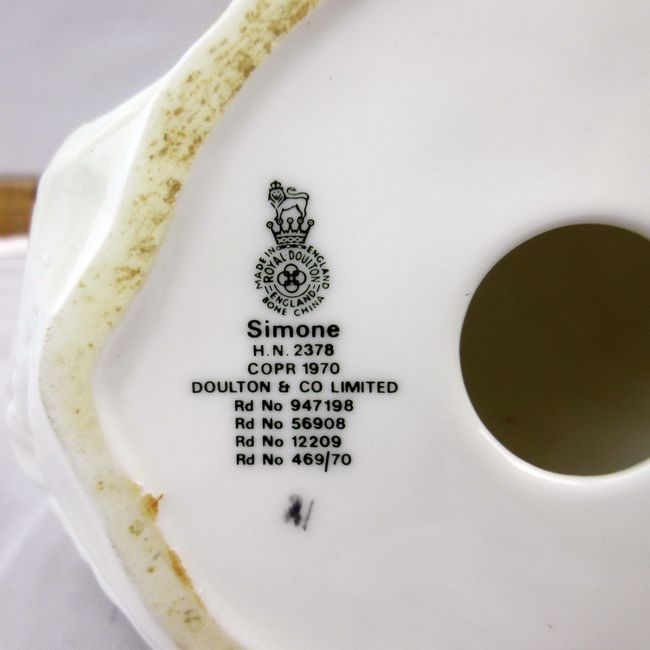 MADE IN ENGLAND
ROYAL DOULTON
ENGLAND
BONE CHINA
Simone
H.N. 2378
COPR 1970
DOULTON & CO LIMITED
Rd No 947198
Rd No 56908
Rd No 12209
Rd No 469/70